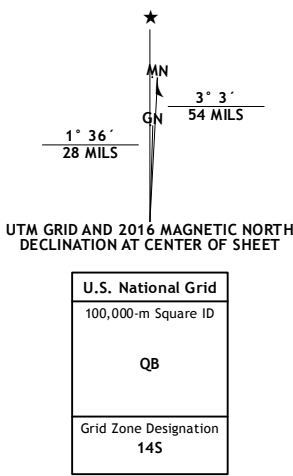 ★
MN
GN
3° 3´
54 MILS
1° 36´
28 MILS
UTM GRID AND 2016 MAGNETIC NORTH
DECLINATION AT CENTER OF SHEET
U.S. National Grid
100,000-m Square ID
QB
Grid Zone Designation
14S